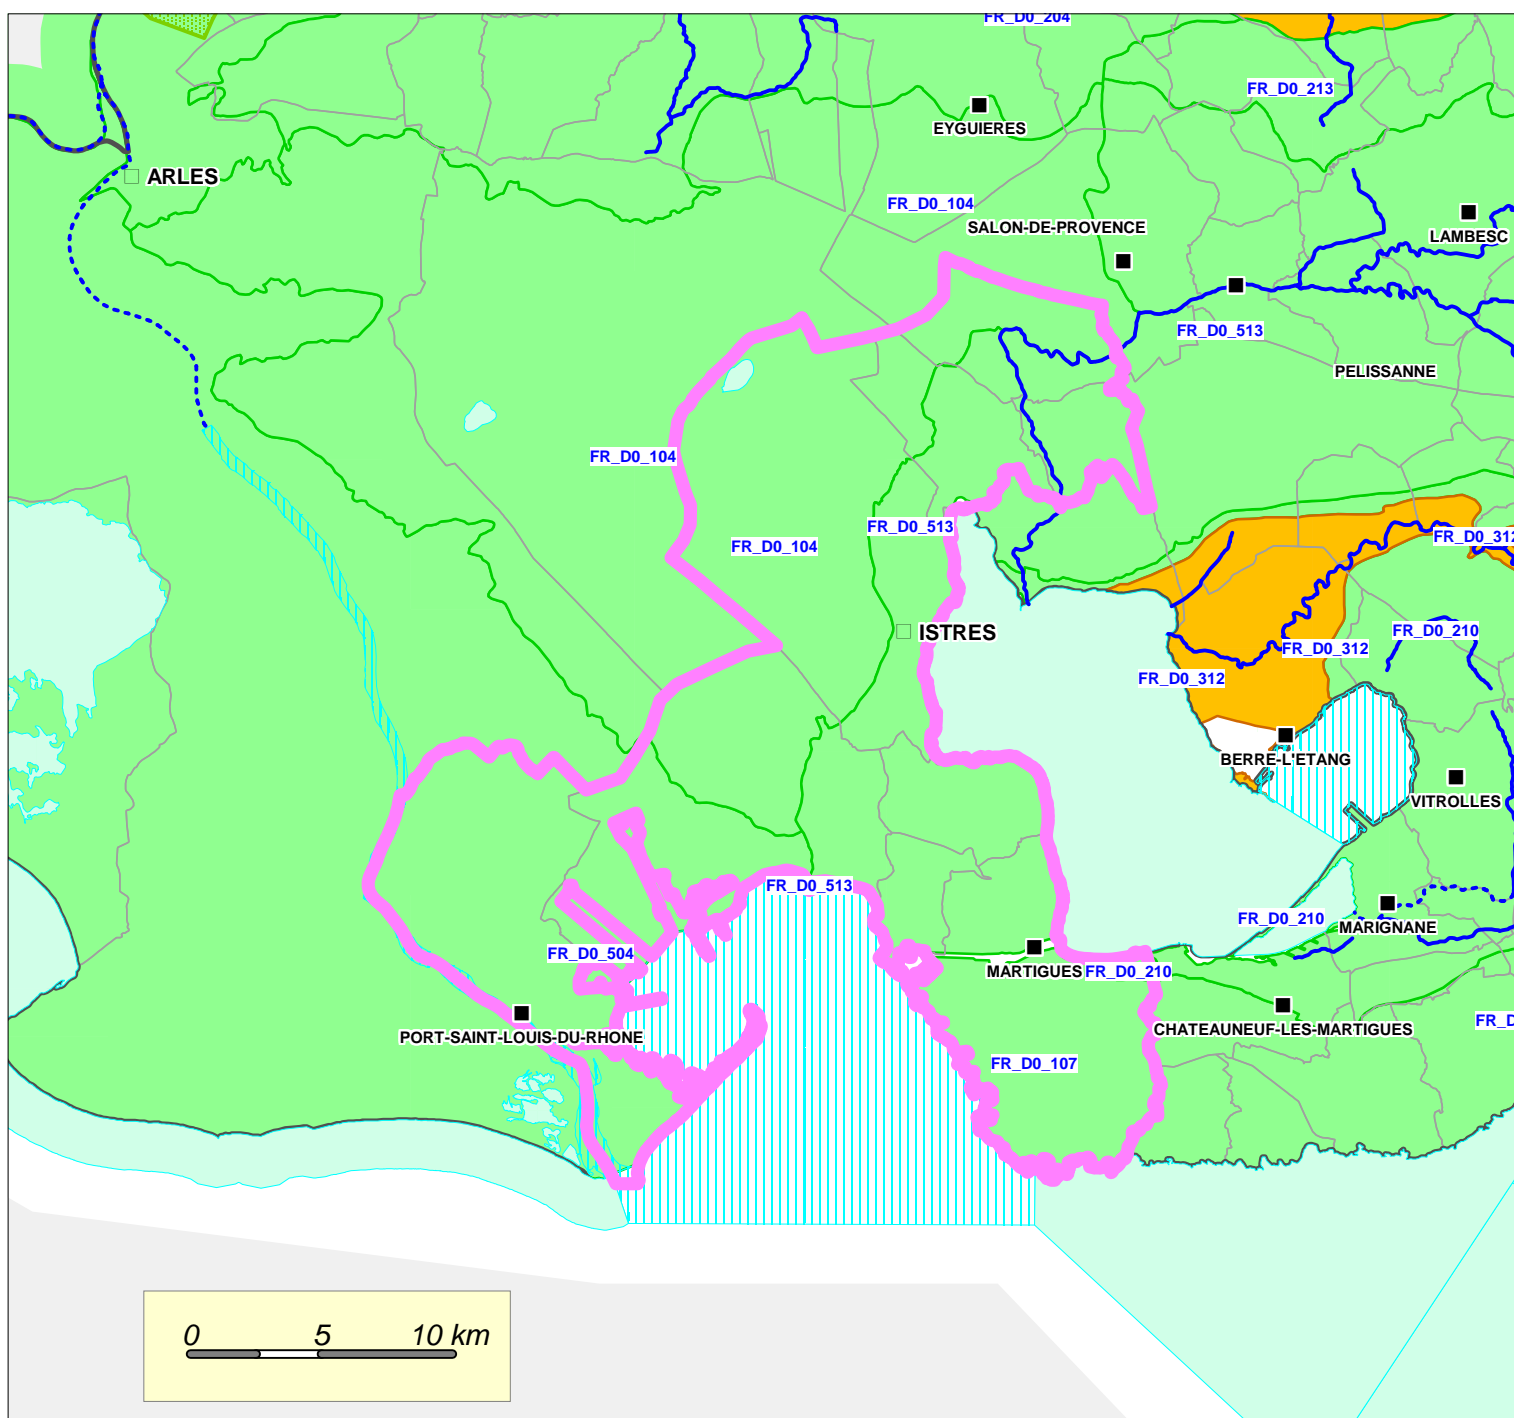 FR_D0_204
FR_D0_213
EYGUIERES
ARLES
FR_D0_104
SALON-DE-PROVENCE
LAMBESC
FR_D0_513
PELISSANNE
FR_D0_104
FR_D0_513
FR_D0_104
FR_D0_312
ISTRES
FR_D0_210
FR_D0_312
FR_D0_312
BERRE-L'ETANG
VITROLLES
FR_D0_513
FR_D0_210
MARIGNANE
FR_D0_504
MARTIGUES
FR_D0_210
PORT-SAINT-LOUIS-DU-RHONE
CHATEAUNEUF-LES-MARTIGUES
FR_D
FR_D0_107
0 5 10 km